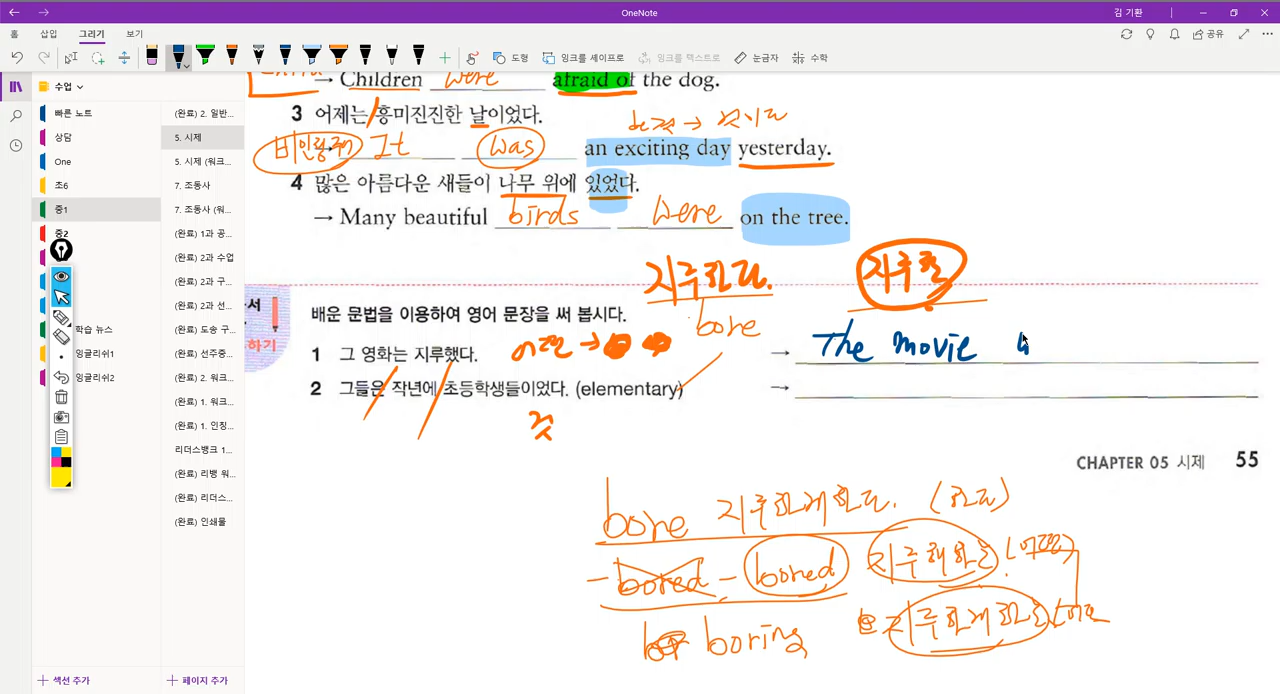 OneNote
김 기환
홈 삽입 그리기 보기
공유
도형 잉크를 셰이프로 잉크를 텍스트로 눈금자 수학
수업
빠른 노트
상담
One
초6
중1
중2
학습 뉴스
잉글리쉬1
잉글리쉬2
섹션 추가
(완료) 2. 일반...
5. 시제
5. 시제 (워크...
7. 조동사
7. 조동사 (워...
(완료) 1과 공...
(완료) 2과 수업
(완료) 2과 구...
(완료) 2과 선...
(완료) 도송 구...
(완료) 선주중...
(완료) 2. 워크...
(완료) 1. 워크...
(완료) 1. 인칭...
리더스뱅크 1...
(완료) 리뱅 워...
(완료) 리더스...
(완료) 인쇄물
페이지 추가
→ Children were afraid of the dog.
3 어제는 흥미진진한 날이었다.
비인칭주어 It was an exciting day yesterday.
4 많은 아름다운 새들이 나무 위에 있었다.
→ Many beautiful birds were on the tree.
지루한다. 지루한
bore
배운 문법을 이용하여 영어 문장을 써 봅시다.
1 그 영화는 지루했다. → The movie
2 그들은 작년에 초등학생들이었다. (elementary) →
주
CHAPTER 05 시제 55
bore 지루하게하다.
- bored - bored
boring